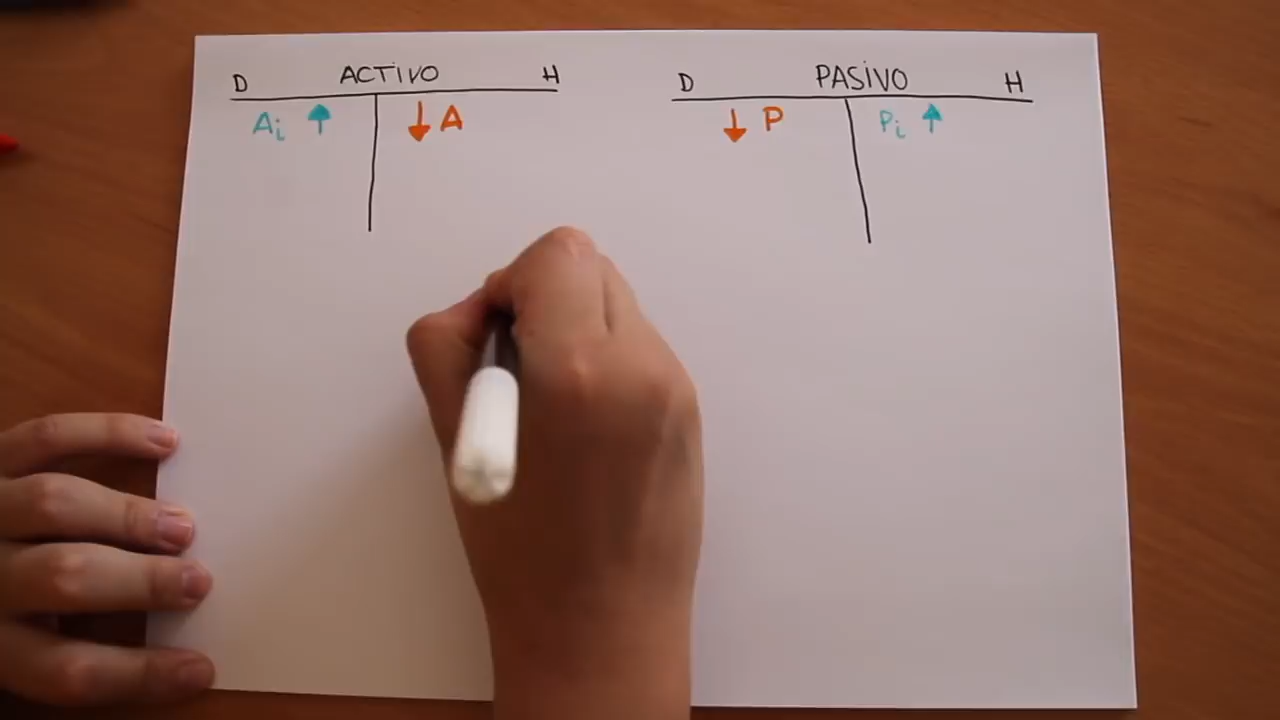 D ACTIVO H
Ai ↑ ↓ A
D PASIVO H
↓ P Pi ↑